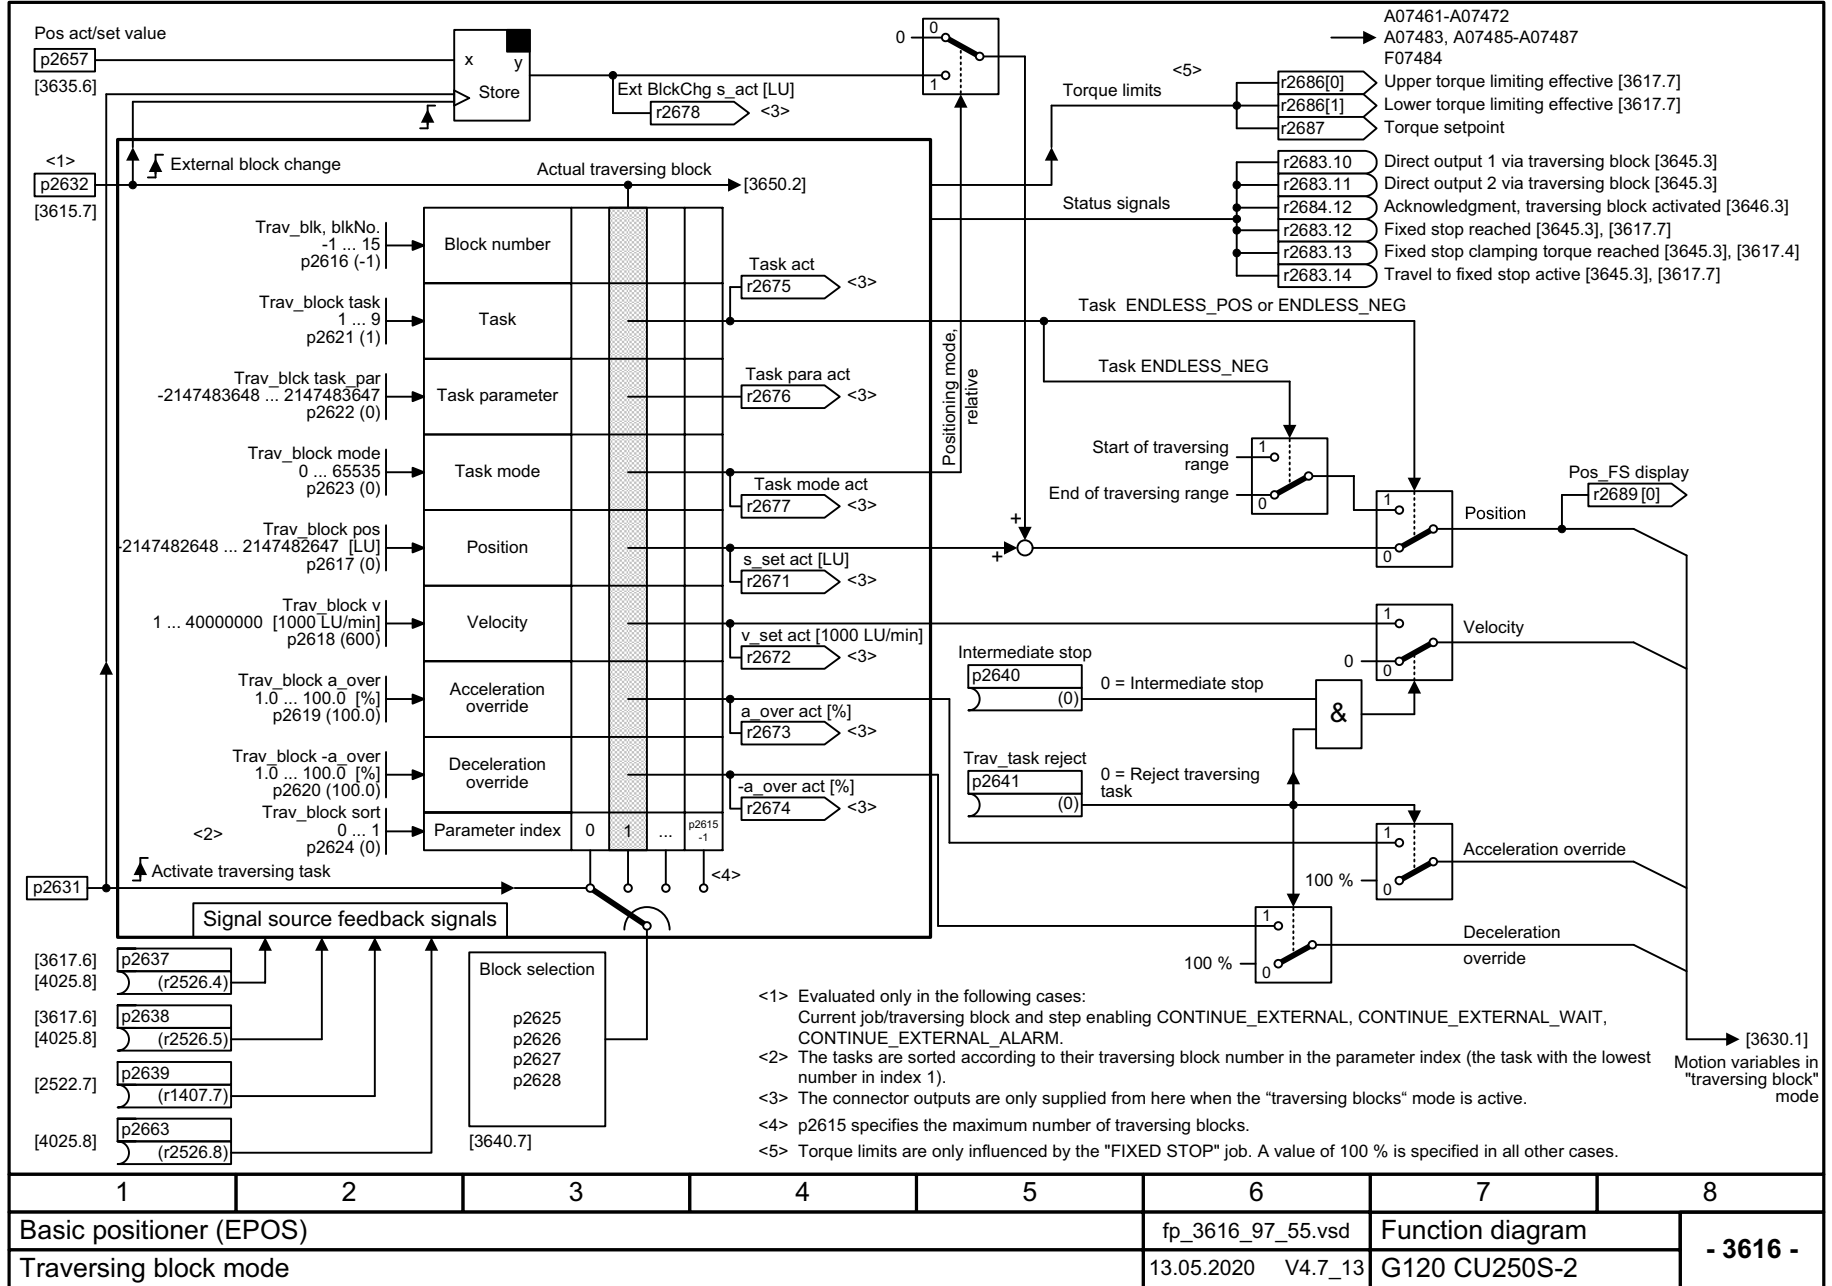 Pos act/set value
p2657
[3635.6]
x
y
Store
Ext BlckChg s_act [LU]
r2678
<3>
0
0
1
A07461-A07472
A07483, A07485-A07487
F07484
<5>
Torque limits
r2686[0]
Upper torque limiting effective [3617.7]
r2686[1]
Lower torque limiting effective [3617.7]
r2687
Torque setpoint
<1>
p2632
[3615.7]
External block change
Actual traversing block
[3650.2]
Status signals
r2683.10
Direct output 1 via traversing block [3645.3]
r2683.11
Direct output 2 via traversing block [3645.3]
r2684.12
Acknowledgment, traversing block activated [3646.3]
r2683.12
Fixed stop reached [3645.3], [3617.7]
r2683.13
Fixed stop clamping torque reached [3645.3], [3617.4]
r2683.14
Travel to fixed stop active [3645.3], [3617.7]
Trav_blk, blkNo.
-1 ... 15
p2616 (-1)
Block number
Trav_block task
1 ... 9
p2621 (1)
Task
Task act
r2675
<3>
Task ENDLESS_POS or ENDLESS_NEG
Task ENDLESS_NEG
Trav_blck task_par
-2147483648 ... 2147483647
p2622 (0)
Task parameter
Task para act
r2676
<3>
Positioning mode,
relative
Trav_block mode
0 ... 65535
p2623 (0)
Task mode
Task mode act
r2677
<3>
Start of traversing
range
End of traversing range
1
0
Pos_FS display
r2689 [0]
1
0
Position
Trav_block pos
-2147482648 ... 2147482647 [LU]
p2617 (0)
Position
s_set act [LU]
r2671
<3>
+
+
Trav_block v
1 ... 40000000 [1000 LU/min]
p2618 (600)
Velocity
v_set act [1000 LU/min]
r2672
<3>
1
0
0
Velocity
Trav_block a_over
1.0 ... 100.0 [%]
p2619 (100.0)
Acceleration
override
a_over act [%]
r2673
<3>
Intermediate stop
p2640
(0)
0 = Intermediate stop
&
Trav_block -a_over
1.0 ... 100.0 [%]
p2620 (100.0)
Deceleration
override
-a_over act [%]
r2674
<3>
Trav_task reject
p2641
(0)
0 = Reject traversing
task
Trav_block sort
0 ... 1
p2624 (0)
<2>
Parameter index
0
1
...
p2615
-1
<4>
1
100 %
0
Acceleration override
p2631
Activate traversing task
1
100 %
0
Deceleration
override
Signal source feedback signals
[3617.6]
[4025.8]
p2637
(r2526.4)
[3617.6]
[4025.8]
p2638
(r2526.5)
[2522.7]
p2639
(r1407.7)
[4025.8]
p2663
(r2526.8)
Block selection
p2625
p2626
p2627
p2628
[3640.7]
[3630.1]
Motion variables in
"traversing block"
mode
<1> Evaluated only in the following cases:
Current job/traversing block and step enabling CONTINUE_EXTERNAL, CONTINUE_EXTERNAL_WAIT,
CONTINUE_EXTERNAL_ALARM.
<2> The tasks are sorted according to their traversing block number in the parameter index (the task with the lowest
number in index 1).
<3> The connector outputs are only supplied from here when the “traversing blocks“ mode is active.
<4> p2615 specifies the maximum number of traversing blocks.
<5> Torque limits are only influenced by the "FIXED STOP" job. A value of 100 % is specified in all other cases.
1
2
3
4
5
6
7
8
Basic positioner (EPOS)
fp_3616_97_55.vsd
Function diagram
- 3616 -
Traversing block mode
13.05.2020
V4.7_13
G120 CU250S-2